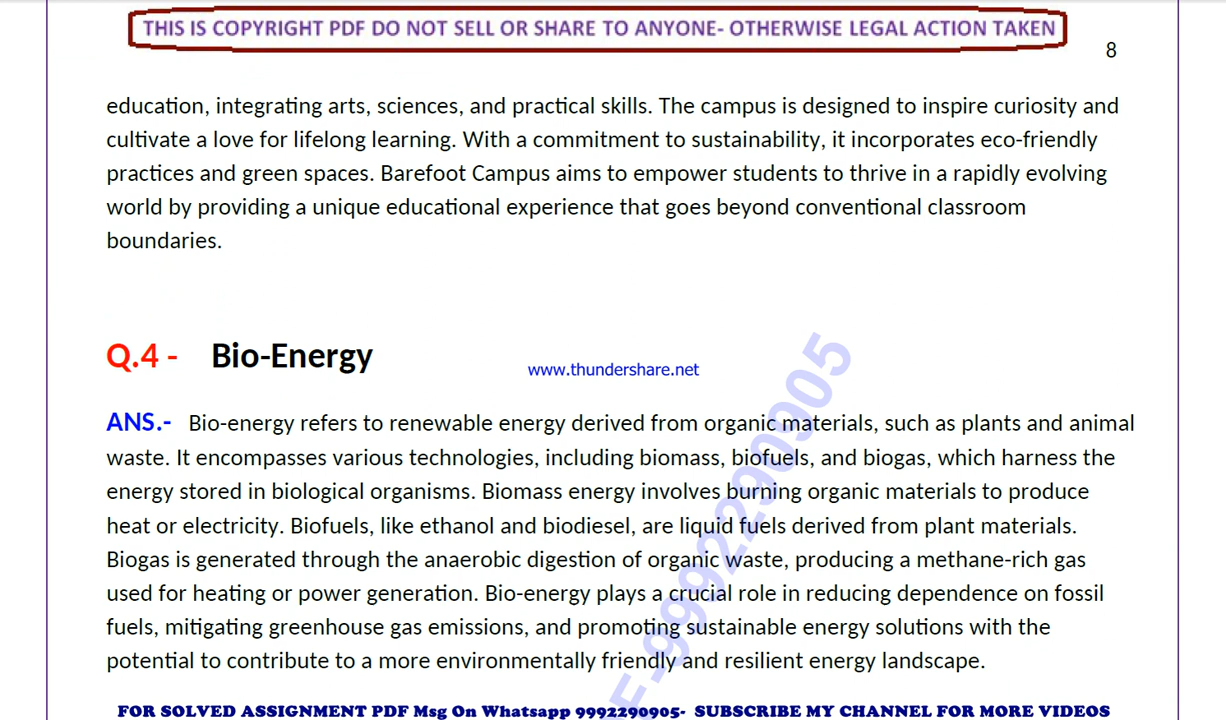 THIS IS COPYRIGHT PDF DO NOT SELL OR SHARE TO ANYONE- OTHERWISE LEGAL ACTION TAKEN
8
education, integrating arts, sciences, and practical skills. The campus is designed to inspire curiosity and
cultivate a love for lifelong learning. With a commitment to sustainability, it incorporates eco-friendly
practices and green spaces. Barefoot Campus aims to empower students to thrive in a rapidly evolving
world by providing a unique educational experience that goes beyond conventional classroom
boundaries.
Q.4 - Bio-Energy
www.thundershare.net
ANS.- Bio-energy refers to renewable energy derived from organic materials, such as plants and animal
waste. It encompasses various technologies, including biomass, biofuels, and biogas, which harness the
energy stored in biological organisms. Biomass energy involves burning organic materials to produce
heat or electricity. Biofuels, like ethanol and biodiesel, are liquid fuels derived from plant materials.
Biogas is generated through the anaerobic digestion of organic waste, producing a methane-rich gas
used for heating or power generation. Bio-energy plays a crucial role in reducing dependence on fossil
fuels, mitigating greenhouse gas emissions, and promoting sustainable energy solutions with the
potential to contribute to a more environmentally friendly and resilient energy landscape.
FOR SOLVED ASSIGNMENT PDF Msg On Whatsapp 9992290905- SUBSCRIBE MY CHANNEL FOR MORE VIDEOS
F-9992290905